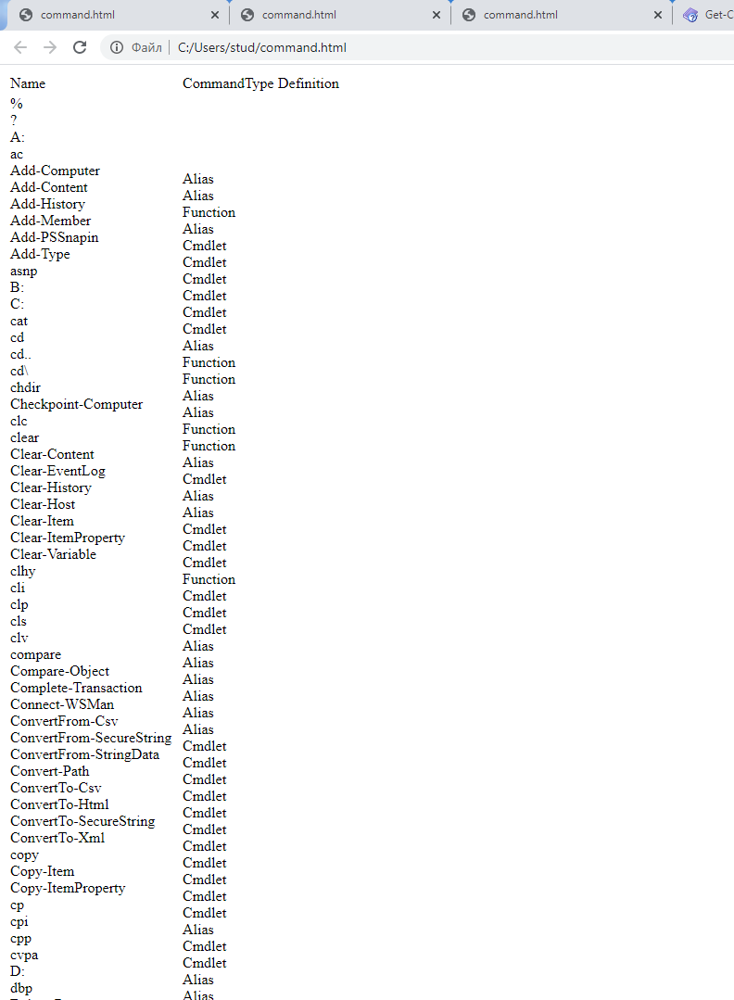 command.html
command.html
command.html
Get-C
Файл
C:/Users/stud/command.html
Name CommandType Definition
%
?
A:
ac
Add-Computer
Add-Content
Add-History
Add-Member
Add-PSSnapin
Add-Type
asnp
B:
C:
cat
cd
cd..
cd\
chdir
Checkpoint-Computer
clc
clear
Clear-Content
Clear-EventLog
Clear-History
Clear-Host
Clear-Item
Clear-ItemProperty
Clear-Variable
clhy
cli
clp
cls
clv
compare
Compare-Object
Complete-Transaction
Connect-WSMan
ConvertFrom-Csv
ConvertFrom-SecureString
ConvertFrom-StringData
Convert-Path
ConvertTo-Csv
ConvertTo-Html
ConvertTo-SecureString
ConvertTo-Xml
copy
Copy-Item
Copy-ItemProperty
cp
cpi
cpp
cvpa
D:
dbp
Alias
Alias
Function
Alias
Cmdlet
Cmdlet
Cmdlet
Cmdlet
Cmdlet
Cmdlet
Alias
Function
Function
Alias
Alias
Function
Function
Alias
Cmdlet
Alias
Alias
Cmdlet
Cmdlet
Cmdlet
Function
Cmdlet
Cmdlet
Cmdlet
Alias
Alias
Alias
Alias
Alias
Alias
Cmdlet
Cmdlet
Cmdlet
Cmdlet
Cmdlet
Cmdlet
Cmdlet
Cmdlet
Cmdlet
Cmdlet
Cmdlet
Alias
Cmdlet
Cmdlet
Alias
Alias